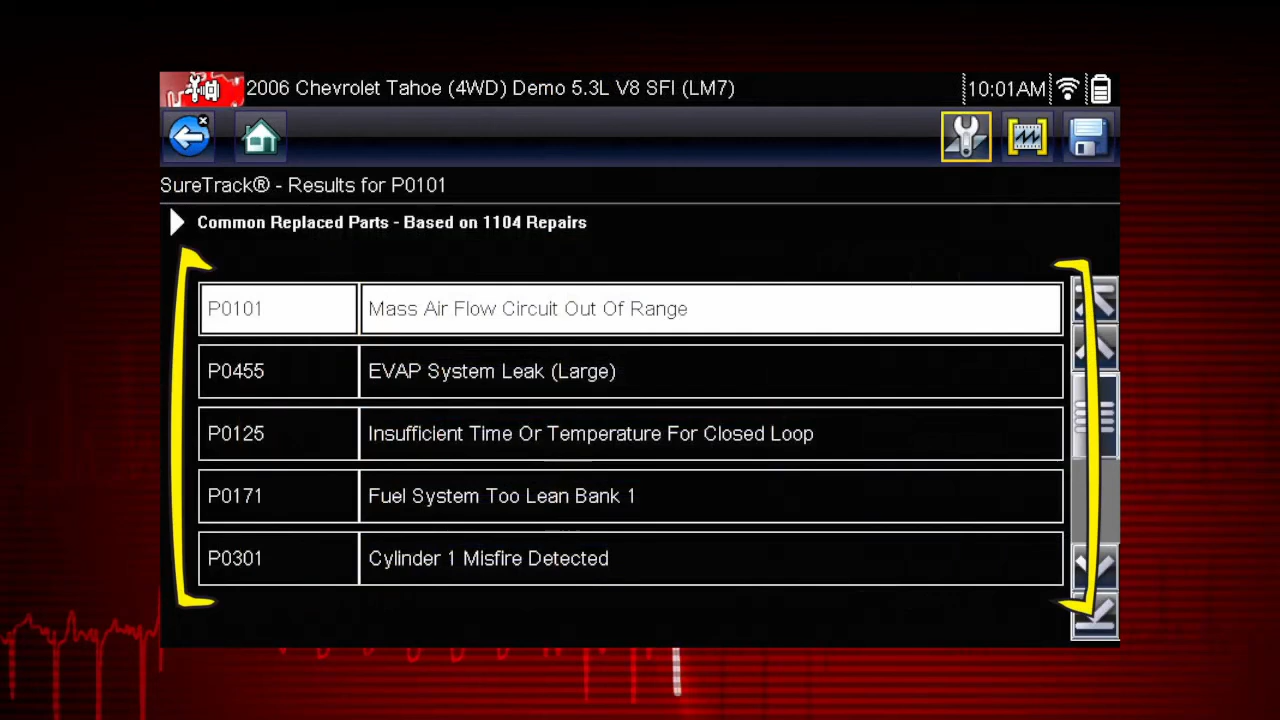 2006 Chevrolet Tahoe (4WD) Demo 5.3L V8 SFI (LM7) 10:01AM
SureTrack® - Results for P0101
Common Replaced Parts - Based on 1104 Repairs
P0101 Mass Air Flow Circuit Out Of Range
P0455 EVAP System Leak (Large)
P0125 Insufficient Time Or Temperature For Closed Loop
P0171 Fuel System Too Lean Bank 1
P0301 Cylinder 1 Misfire Detected